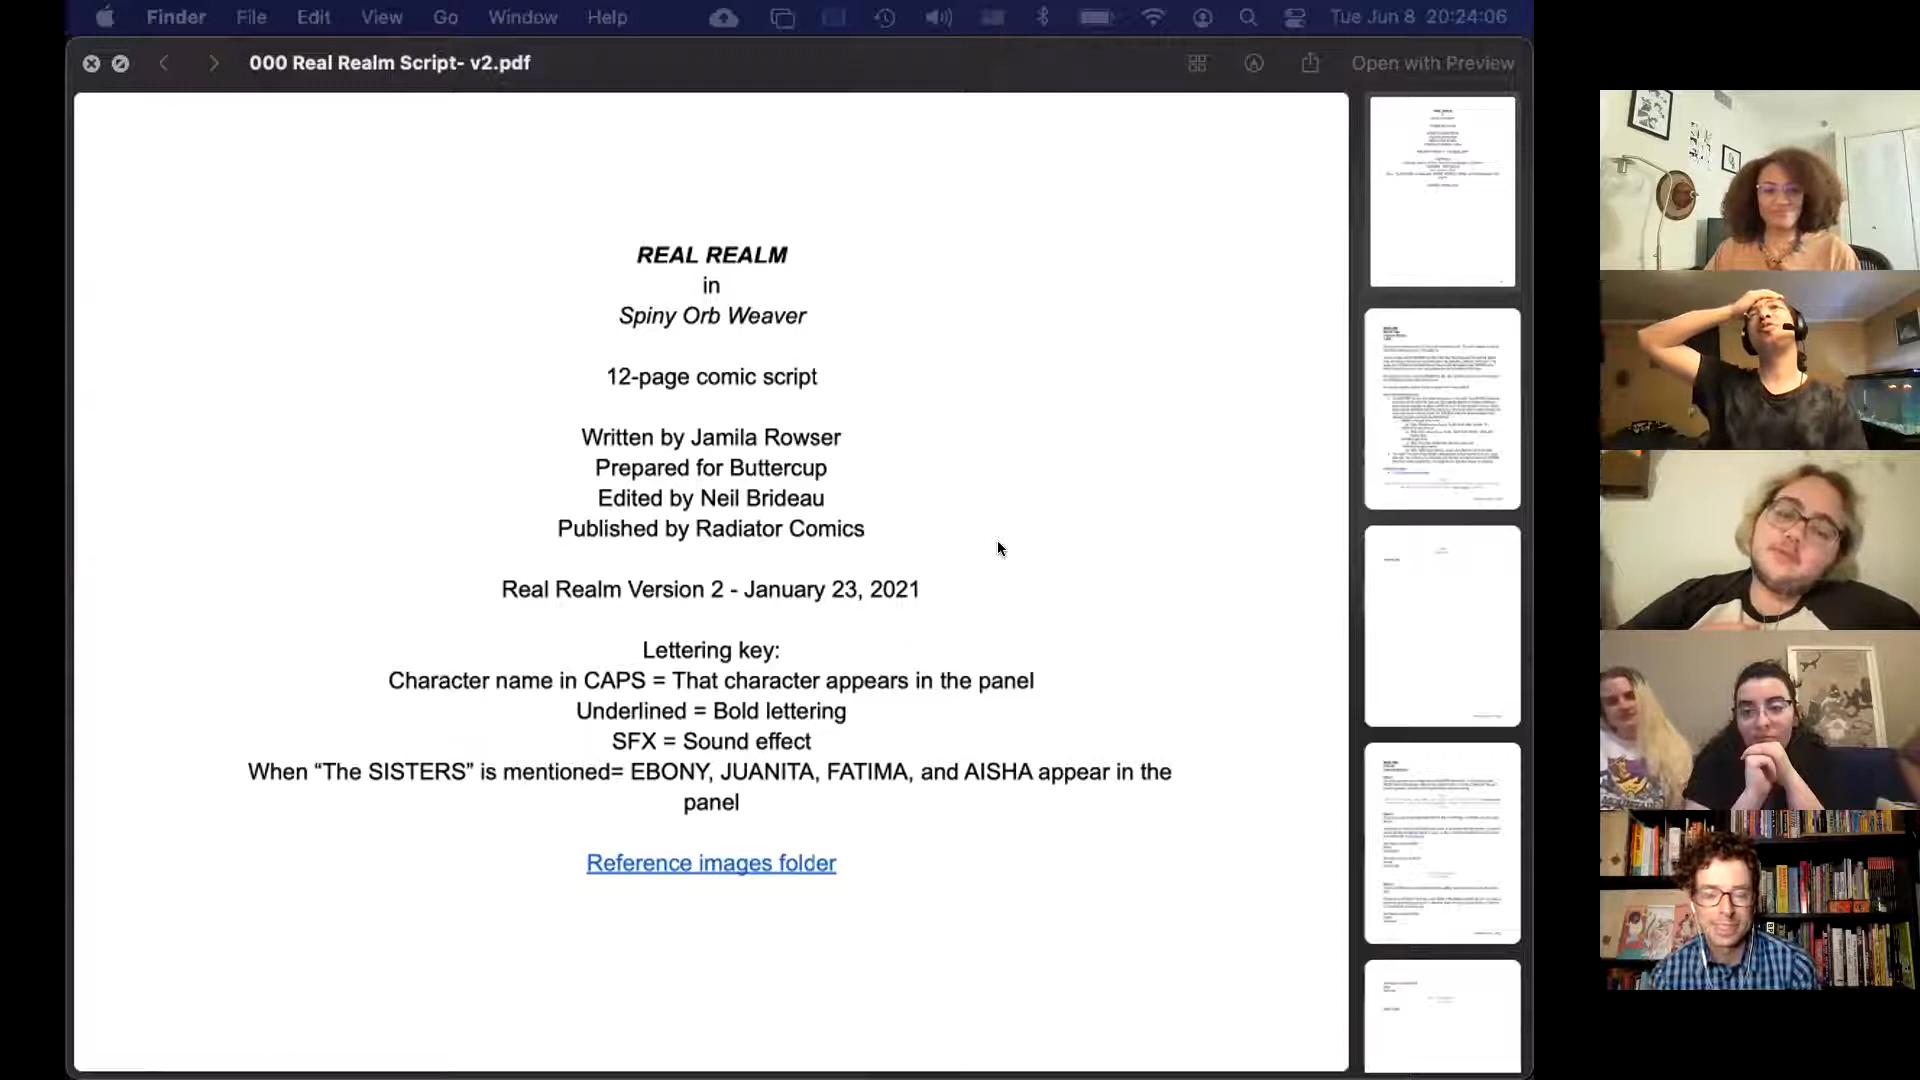 Finder File Edit View Go Window Help Tue Jun 8 20:24:06
000 Real Realm Script- v2.pdf Open with Preview
REAL REALM
in
Spiny Orb Weaver
12-page comic script
Written by Jamila Rowser
Prepared for Buttercup
Edited by Neil Brideau
Published by Radiator Comics
Real Realm Version 2 - January 23, 2021
Lettering key:
Character name in CAPS = That character appears in the panel
Underlined = Bold lettering
SFX = Sound effect
When “The SISTERS” is mentioned= EBONY, JUANITA, FATIMA, and AISHA appear in the
panel
Reference images folder